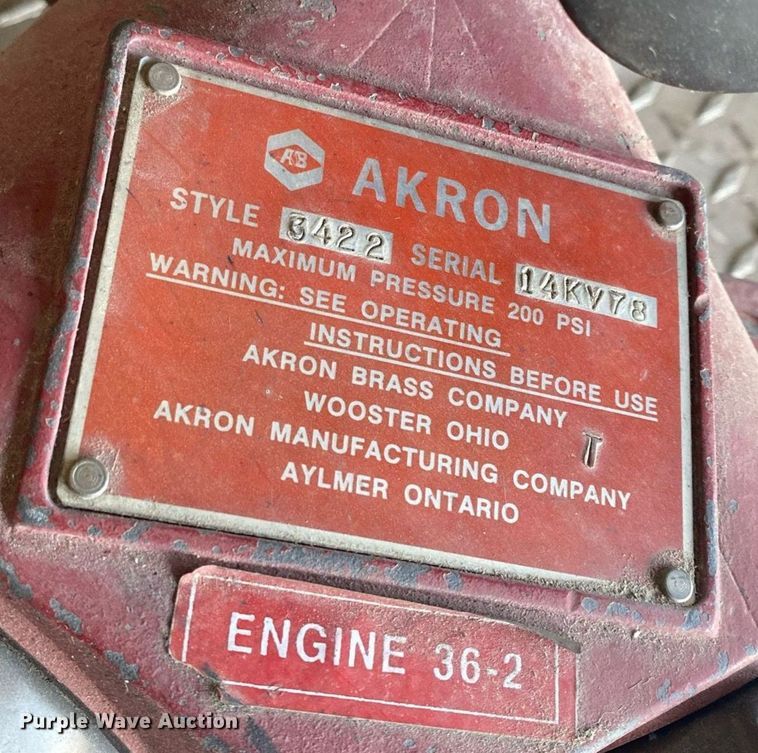 AB AKRON
STYLE 3422 SERIAL 14KV78
MAXIMUM PRESSURE 200 PSI
WARNING: SEE OPERATING
INSTRUCTIONS BEFORE USE
AKRON BRASS COMPANY
WOOSTER OHIO T
AKRON MANUFACTURING COMPANY
AYLMER ONTARIO
ENGINE 36-2
Purple Wave Auction